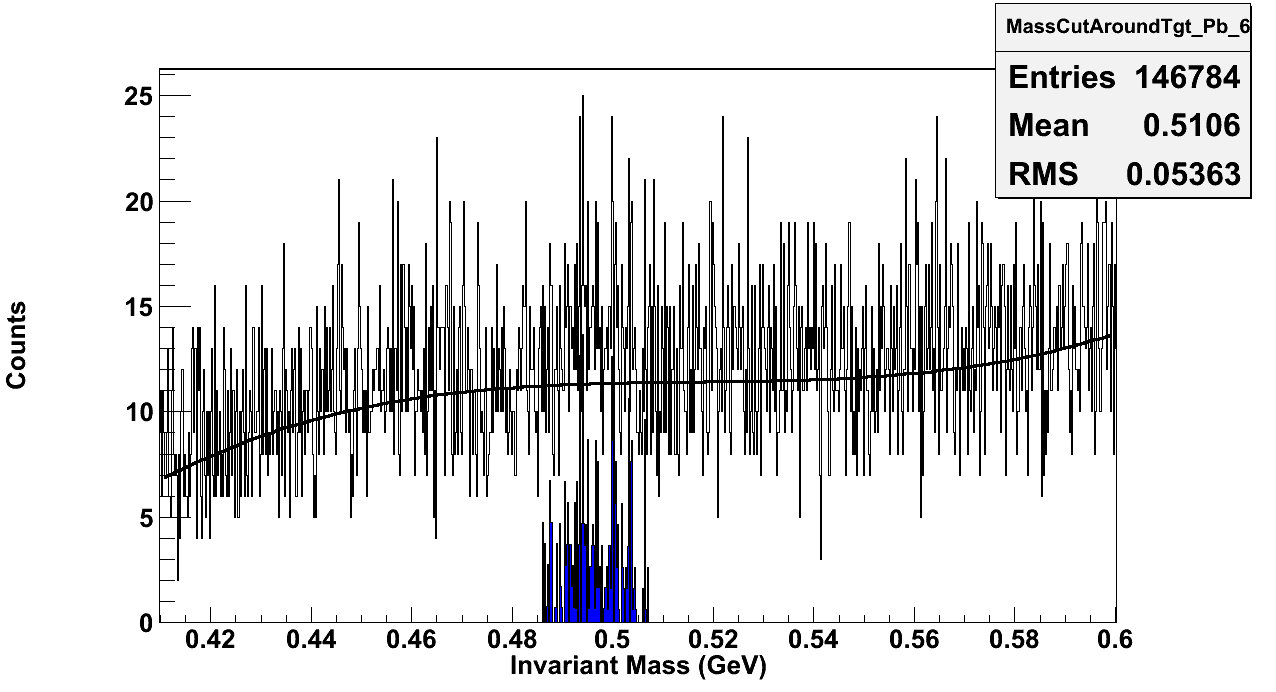 MassCutAroundTgt_Pb_6
Entries 146784
Mean 0.5106
RMS 0.05363
Counts
25
20
15
10
5
0
0.42 0.44 0.46 0.48 0.5 0.52 0.54 0.56 0.58 0.6
Invariant Mass (GeV)